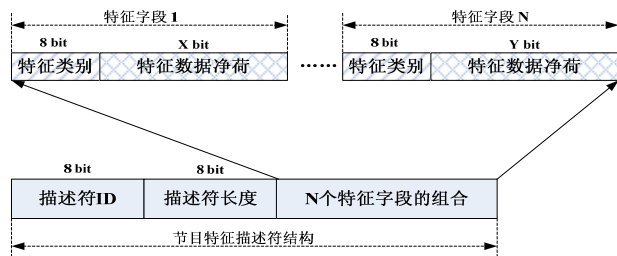 特征字段 1 特征字段 N
8 bit X bit 8 bit Y bit
特征类别 特征数据净荷 …… 特征类别 特征数据净荷
8 bit 8 bit
描述符ID 描述符长度 N个特征字段的组合
节目特征描述符结构